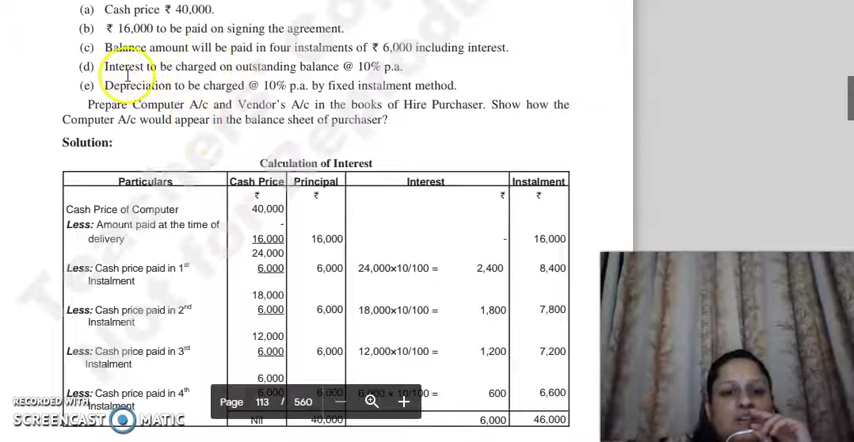 (a) Cash price ₹ 40,000.
(b) ₹ 16,000 to be paid on signing the agreement.
(c) Balance amount will be paid in four instalments of ₹ 6,000 including interest.
(d) Interest to be charged on outstanding balance @ 10% p.a.
(e) Depreciation to be charged @ 10% p.a. by fixed instalment method.
Prepare Computer A/c and Vendor's A/c in the books of Hire Purchaser. Show how the
Computer A/c would appear in the balance sheet of purchaser?
Solution:
Calculation of Interest
Particulars Cash Price Principal Interest Instalment
₹ ₹ ₹ ₹
Cash Price of Computer 40,000
Less: Amount paid at the time of -
delivery 16,000 16,000 - 16,000
24,000
Less: Cash price paid in 1st 6,000 6,000 24,000×10/100 = 2,400 8,400
Instalment
18,000
Less: Cash price paid in 2nd 6,000 6,000 18,000×10/100 = 1,800 7,800
Instalment
12,000
Less: Cash price paid in 3rd 6,000 6,000 12,000×10/100 = 1,200 7,200
Instalment
6,000
Less: Cash price paid in 4th 6,000 6,000 6,000 × 10/100 = 600 6,600
Instalment
Nil 40,000 6,000 46,000
Page 113 / 560 — +
RECORDED WITH
SCREENCAST MATIC